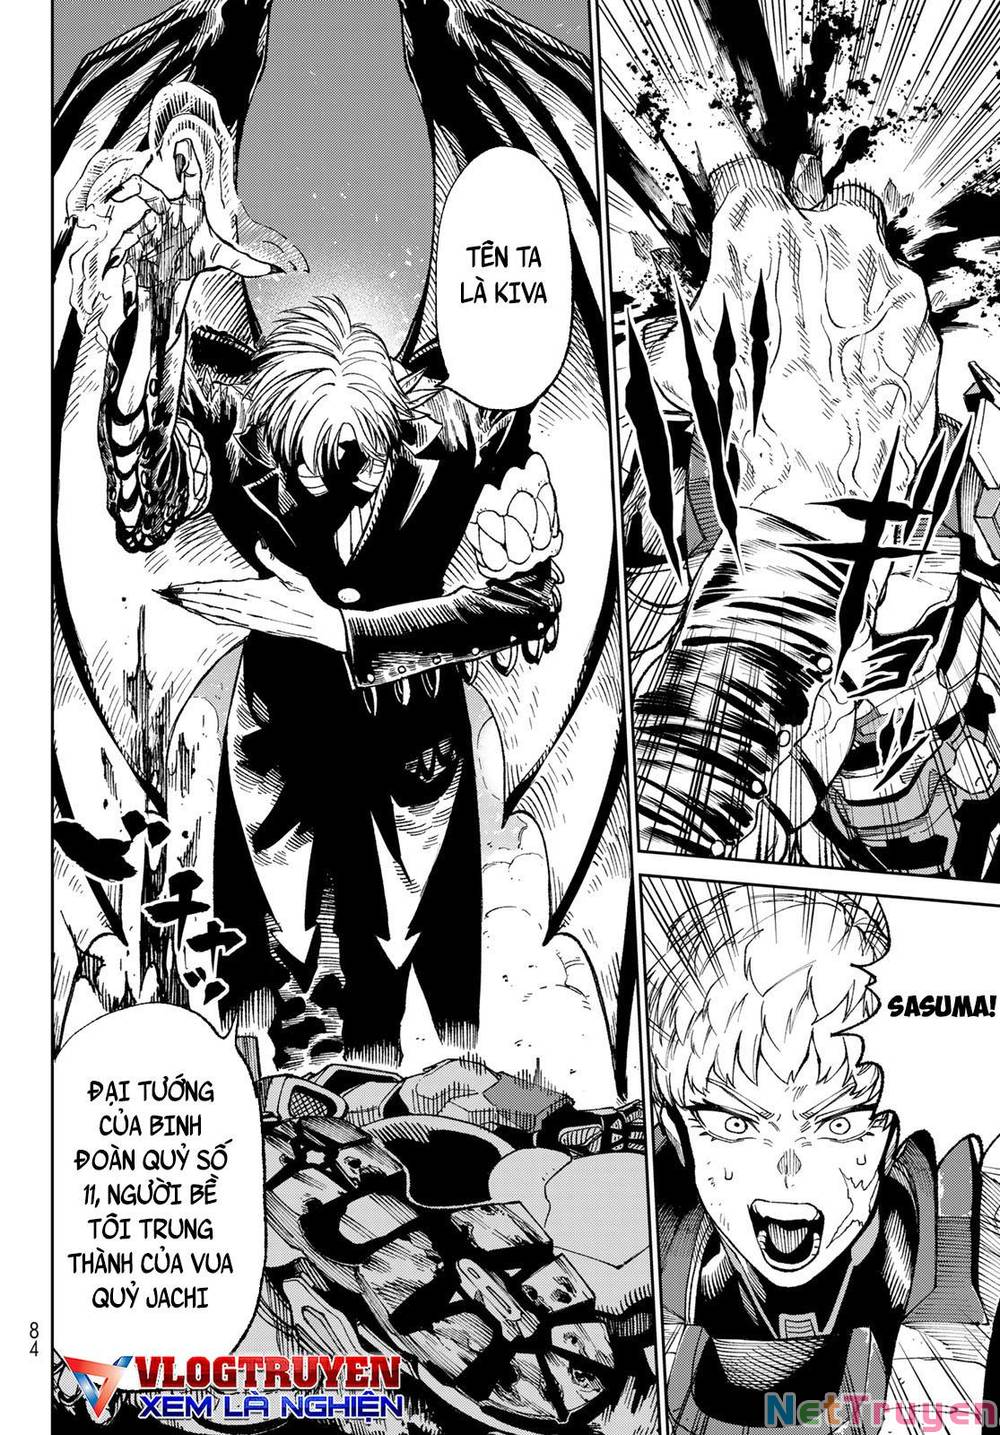 SASUMA!
TÊN TA
LÀ KIVA
ĐẠI TƯỚNG
CỦA BINH
ĐOÀN QUỶ SỐ
11, NGƯỜI BỀ
TÔI TRUNG
THÀNH CỦA VUA
QUỶ JACHI
84
VLOGTRUYEN
XEM LÀ NGHIỆN
NetTruyen